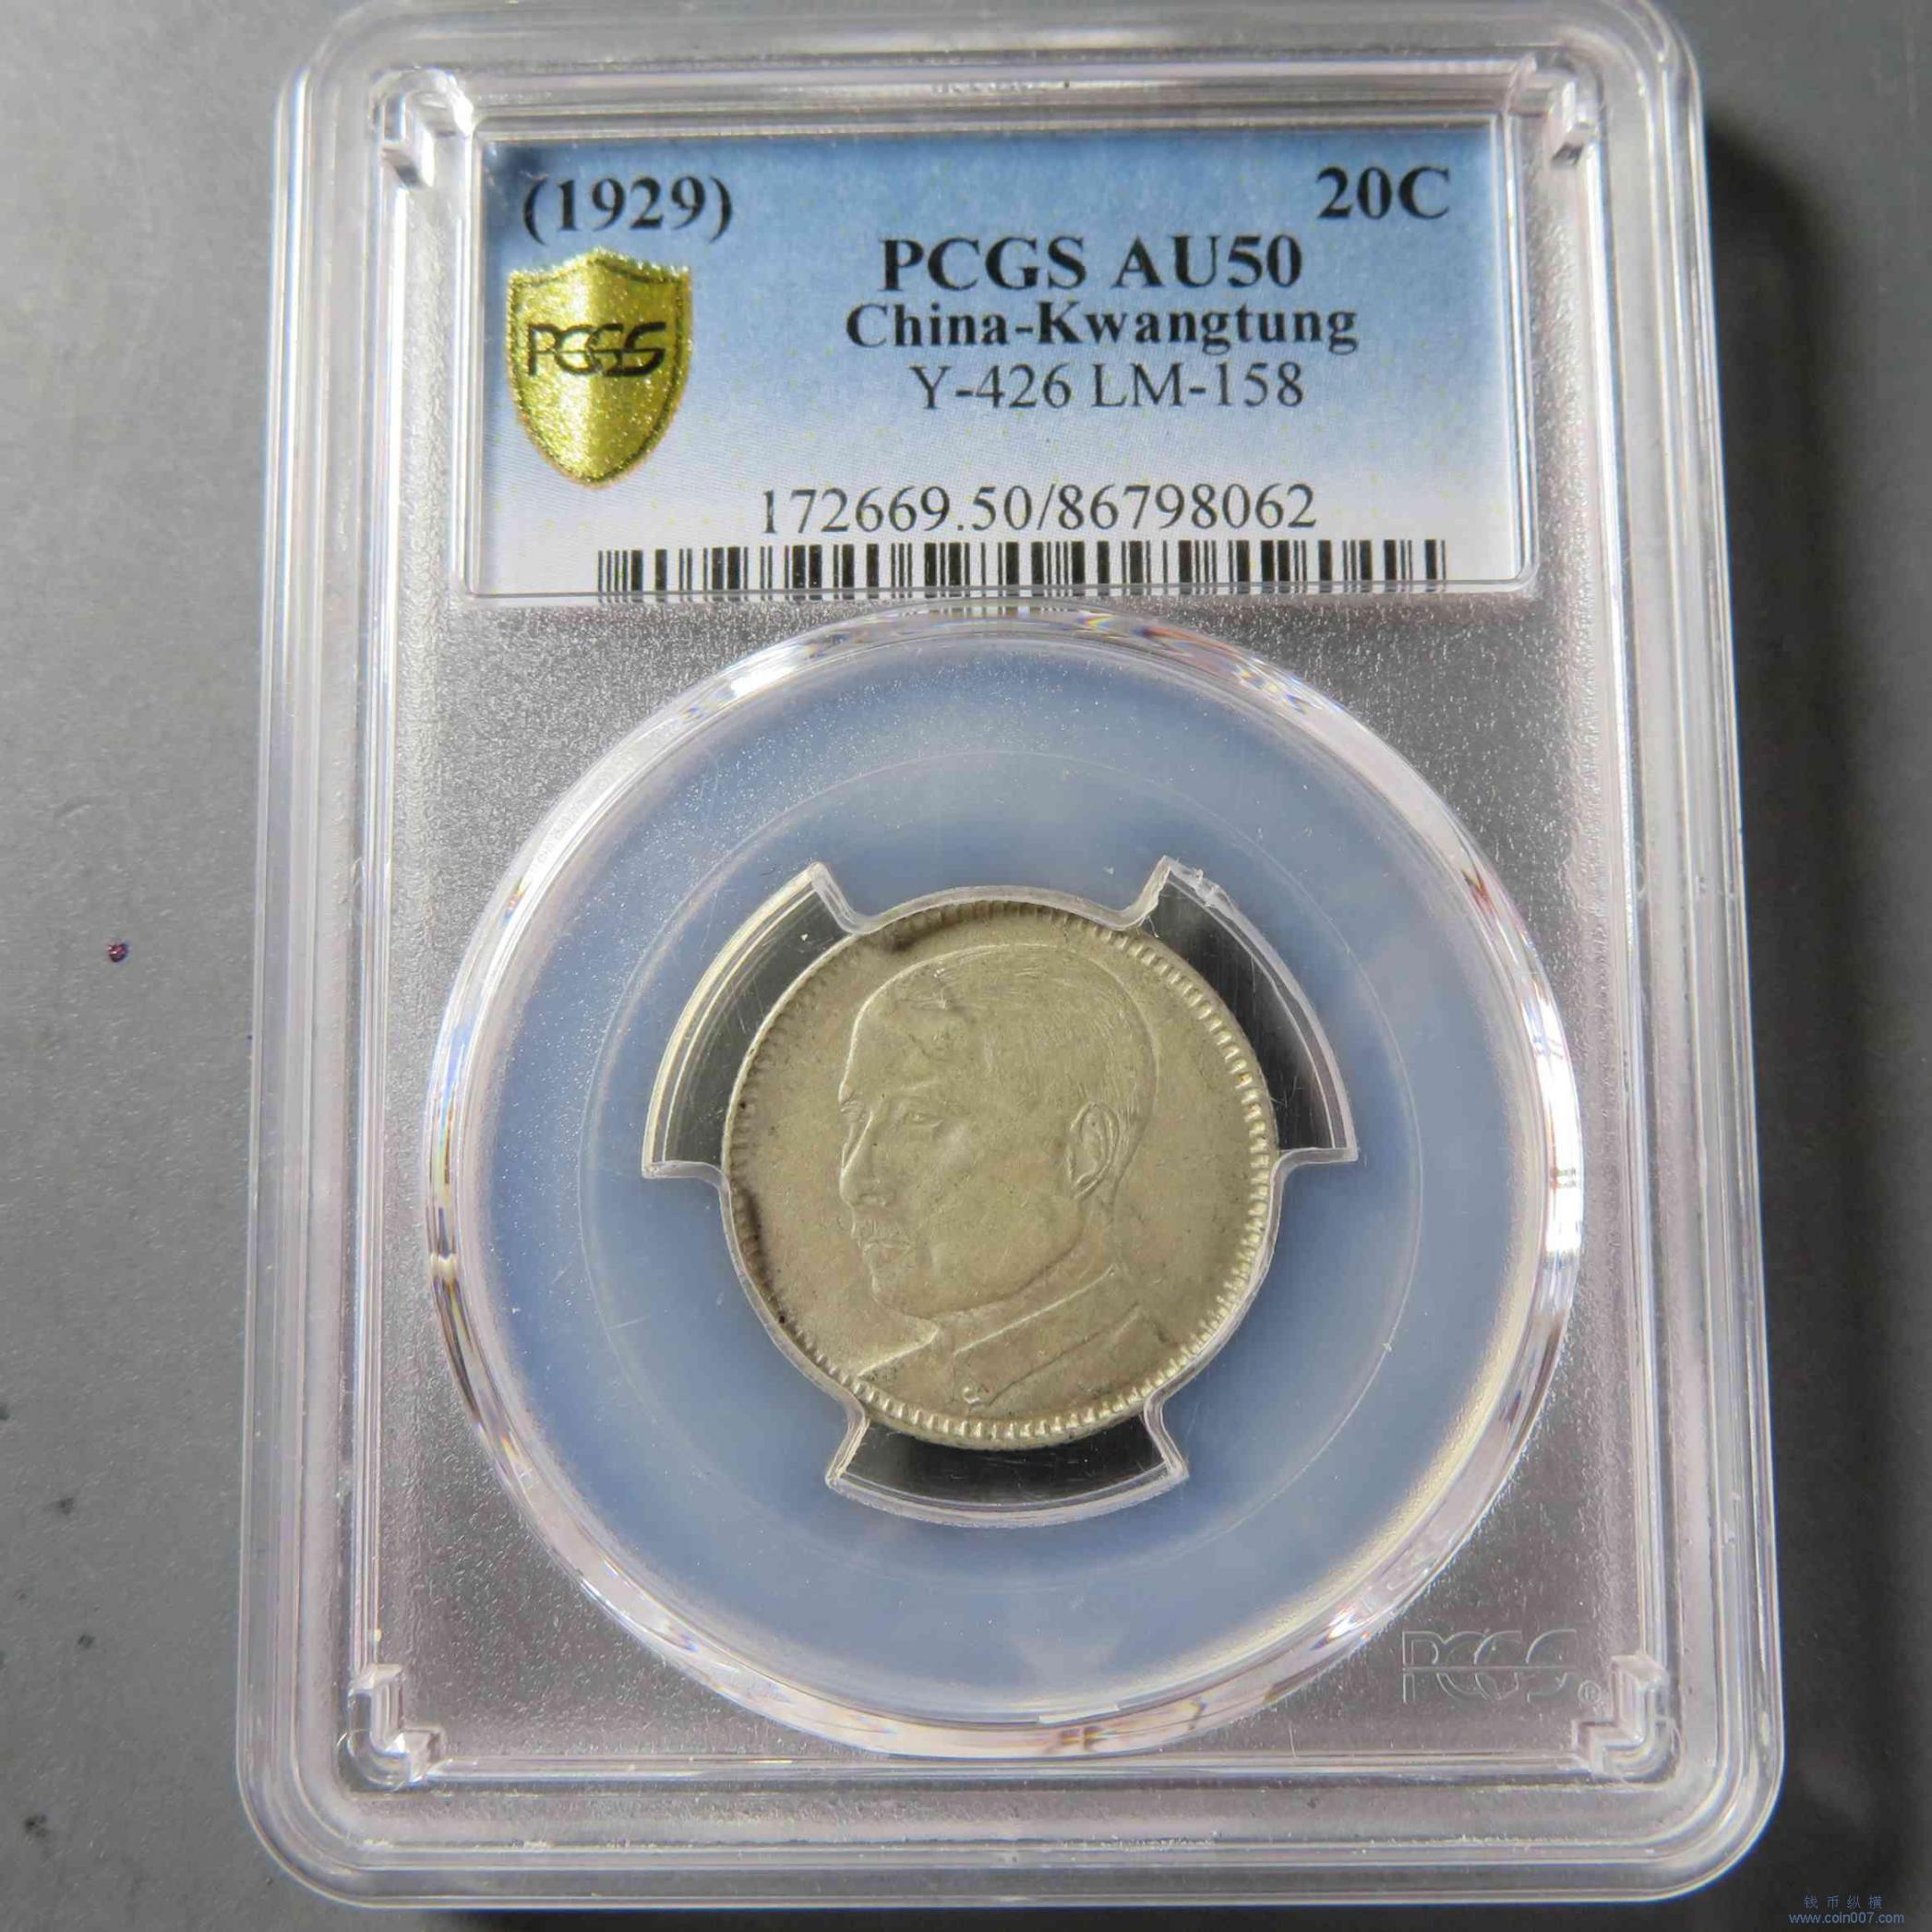 (1929) 20C
PCGS AU50
PCGS
China-Kwangtung
Y-426 LM-158
172669.50/86798062
PCGS®
钱币纵横
www.coin007.com